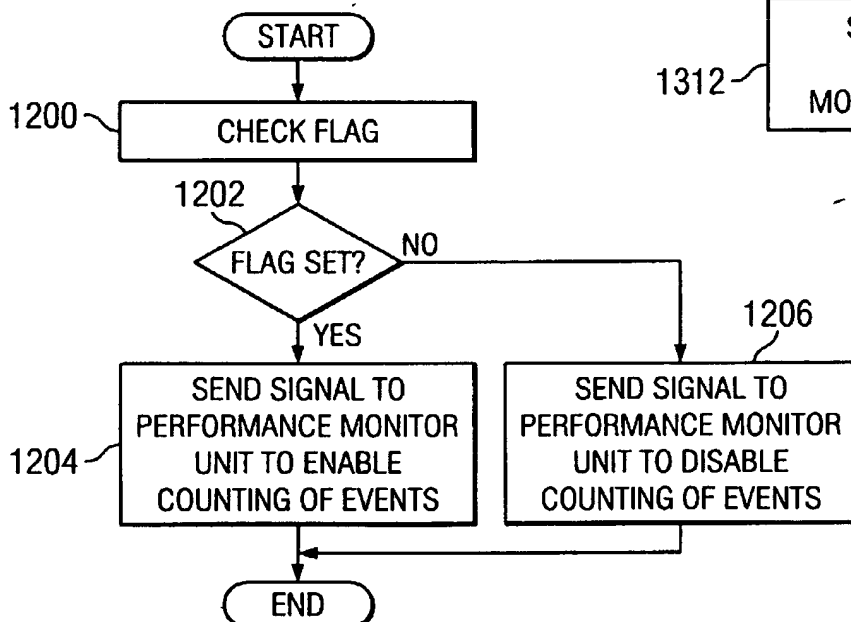 START
1200
CHECK FLAG
1202
FLAG SET?
NO
YES
1204
SEND SIGNAL TO
PERFORMANCE MONITOR
UNIT TO ENABLE
COUNTING OF EVENTS
1206
SEND SIGNAL TO
PERFORMANCE MONITOR
UNIT TO DISABLE
COUNTING OF EVENTS
END
1312